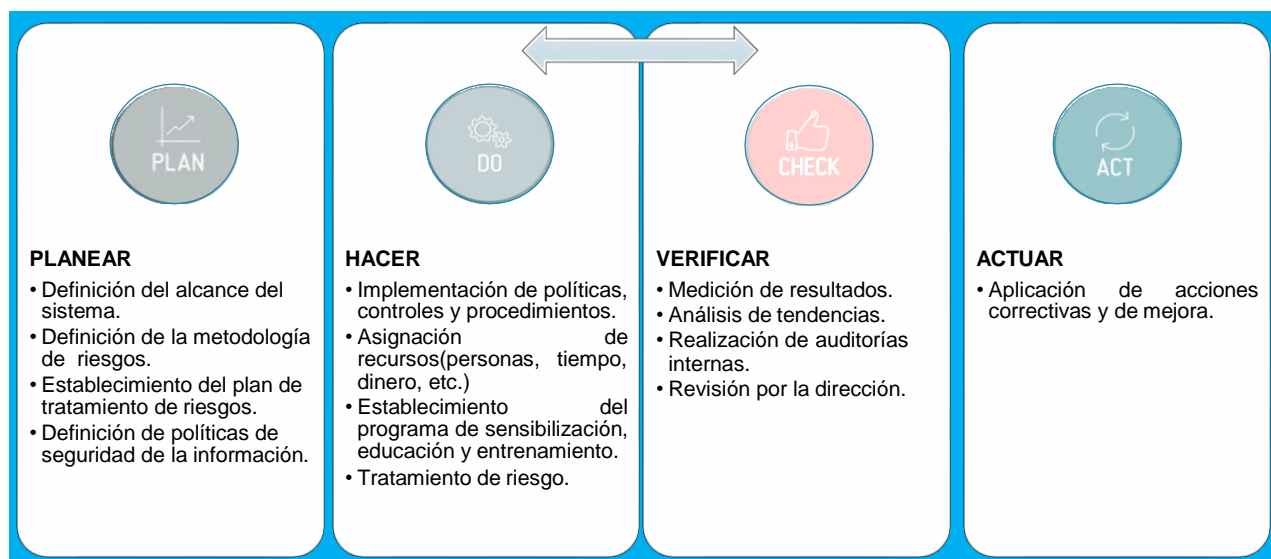 PLAN
PLANEAR
• Definición del alcance del
sistema.
• Definición de la metodología
de riesgos.
• Establecimiento del plan de
tratamiento de riesgos.
• Definición de políticas de
seguridad de la información.
DO
HACER
• Implementación de políticas,
controles y procedimientos.
• Asignación de
recursos(personas, tiempo,
dinero, etc.)
• Establecimiento del
programa de sensibilización,
educación y entrenamiento.
• Tratamiento de riesgo.
CHECK
VERIFICAR
• Medición de resultados.
• Análisis de tendencias.
• Realización de auditorías
internas.
• Revisión por la dirección.
ACT
ACTUAR
• Aplicación de acciones
correctivas y de mejora.